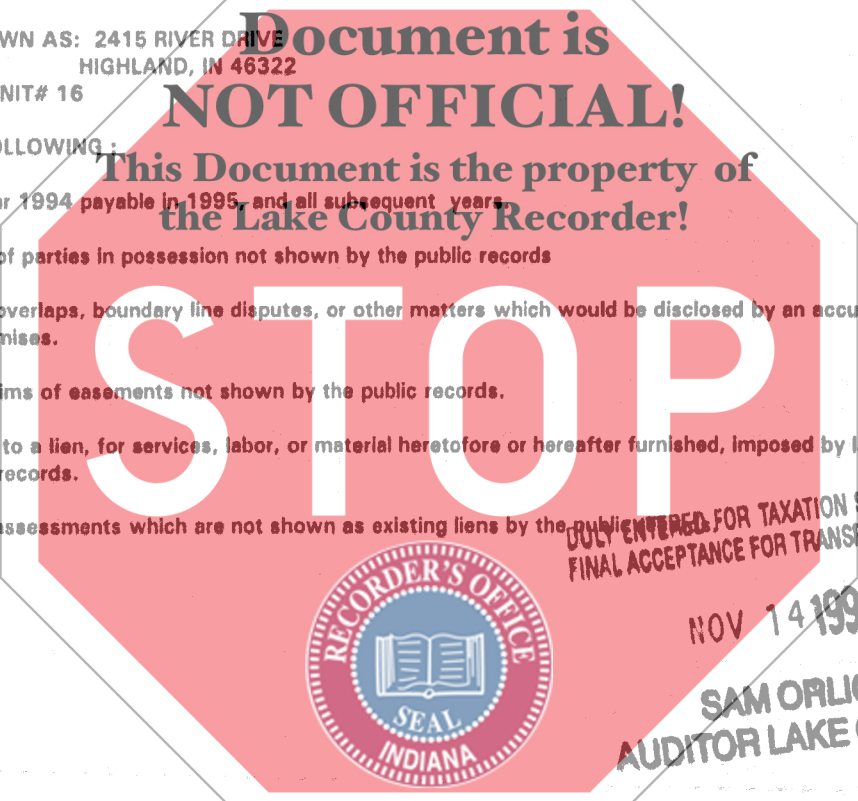 WN AS: 2415 RIVER DRIVE
HIGHLAND, IN 46322
NIT# 16
OLLOWING :
r 1994 payable in 1995, and all subsequent years.
of parties in possession not shown by the public records
overlaps, boundary line disputes, or other matters which would be disclosed by an accu
mises.
ims of easements not shown by the public records.
to a lien, for services, labor, or material heretofore or hereafter furnished, imposed by l
records.
assessments which are not shown as existing liens by the public
Document is
NOT OFFICIAL!
This Document is the property of
the Lake County Recorder!
STOP
DULY ENTERED FOR TAXATION S
FINAL ACCEPTANCE FOR TRANSF
NOV 14 199
SAM ORLIC
AUDITOR LAKE C
RECORDER'S OFFICE
SEAL
INDIANA